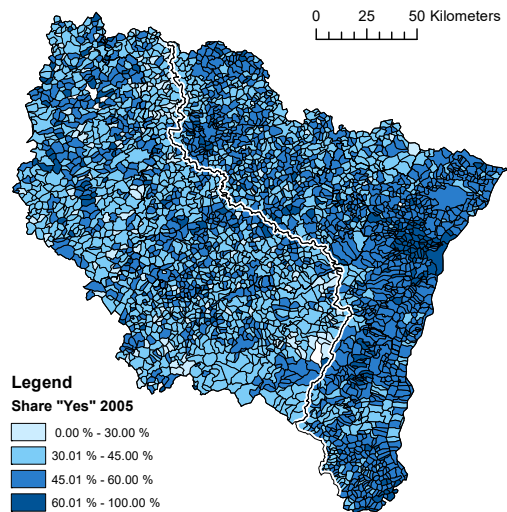 0 25 50 Kilometers
Legend
Share "Yes" 2005
0.00 % - 30.00 %
30.01 % - 45.00 %
45.01 % - 60.00 %
60.01 % - 100.00 %